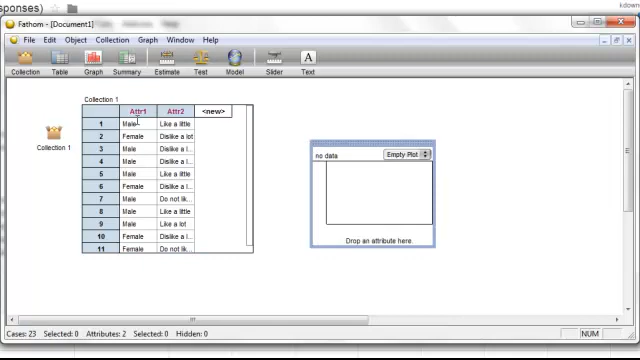 sponses)
kdown
Fathom - [Document1]
File Edit Object Collection Graph Window Help
Collection Table Graph Summary Estimate Test Model Slider Text
A
Collection 1
Collection 1
Attr1 Attr2 <new>
1 Male Like a little
2 Female Dislike a lot
3 Male Dislike a l...
4 Male Dislike a l...
5 Male Like a little
6 Female Dislike a l...
7 Male Do not lik...
8 Male Like a little
9 Male Like a lot
10 Female Dislike a l...
11 Female Do not lik...
no data Empty Plot
Drop an attribute here.
Cases: 23 Selected: 0 Attributes: 2 Selected: 0 Hidden: 0 NUM